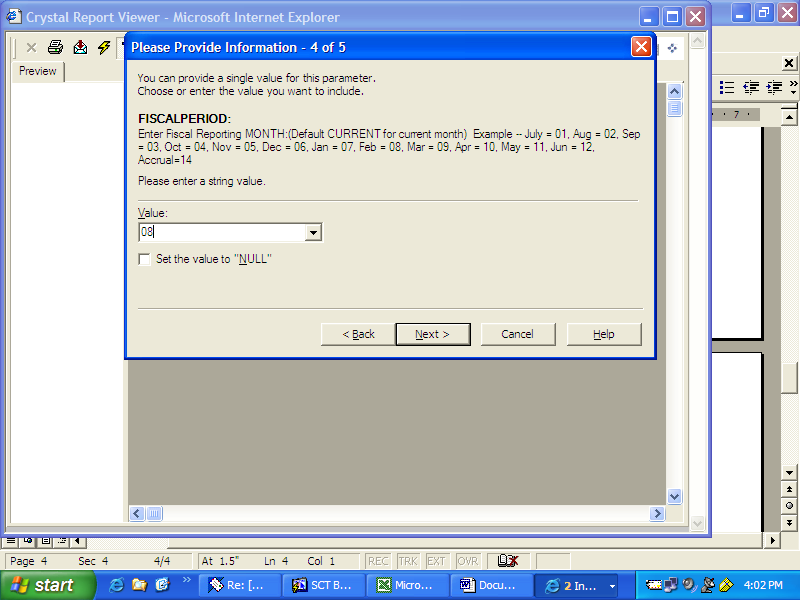 Crystal Report Viewer - Microsoft Internet Explorer
Please Provide Information - 4 of 5
Preview
You can provide a single value for this parameter.
Choose or enter the value you want to include.
FISCALPERIOD:
Enter Fiscal Reporting MONTH:(Default CURRENT for current month) Example -- July = 01, Aug = 02, Sep
= 03, Oct = 04, Nov = 05, Dec = 06, Jan = 07, Feb = 08, Mar = 09, Apr = 10, May = 11, Jun = 12,
Accrual=14
Please enter a string value.
Value:
08
Set the value to "NULL"
< Back Next > Cancel Help
7
Page 4 Sec 4 4/4 At 1.5" Ln 4 Col 1 REC TRK EXT OVR
start Re: [... SCT B... Micro... Docu... 2 In... 4:02 PM